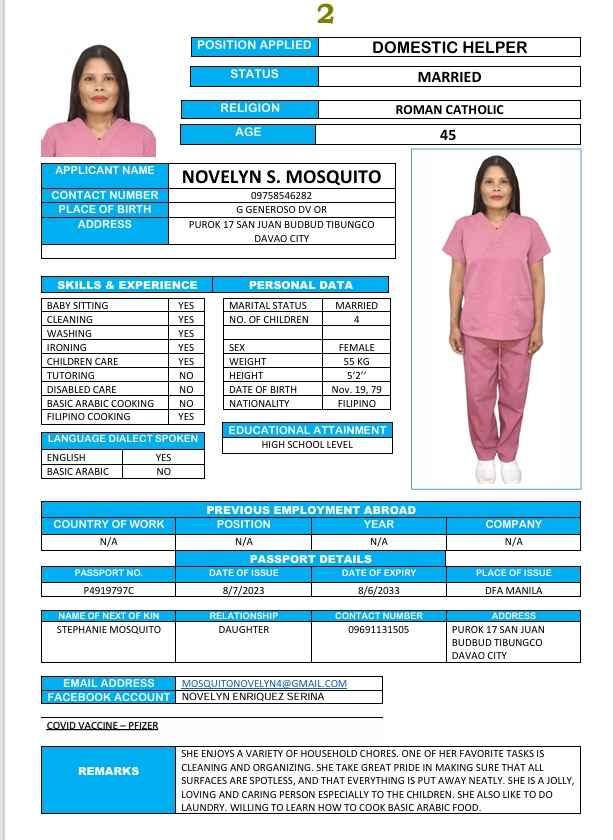 2
POSITION APPLIED DOMESTIC HELPER
STATUS MARRIED
RELIGION ROMAN CATHOLIC
AGE 45
APPLICANT NAME NOVELYN S. MOSQUITO
CONTACT NUMBER 09758546282
PLACE OF BIRTH G GENEROSO DV OR
ADDRESS PUROK 17 SAN JUAN BUDBUD TIBUNGCO
DAVAO CITY
SKILLS & EXPERIENCE PERSONAL DATA
BABY SITTING YES MARITAL STATUS MARRIED
CLEANING YES NO. OF CHILDREN 4
WASHING YES
IRONING YES SEX FEMALE
CHILDREN CARE YES WEIGHT 55 KG
TUTORING NO HEIGHT 5’2’’
DISABLED CARE NO DATE OF BIRTH Nov. 19, 79
BASIC ARABIC COOKING NO NATIONALITY FILIPINO
FILIPINO COOKING YES
EDUCATIONAL ATTAINMENT
LANGUAGE DIALECT SPOKEN
HIGH SCHOOL LEVEL
ENGLISH YES
BASIC ARABIC NO
PREVIOUS EMPLOYMENT ABROAD
COUNTRY OF WORK POSITION YEAR COMPANY
N/A N/A N/A N/A
PASSPORT DETAILS
PASSPORT NO. DATE OF ISSUE DATE OF EXPIRY PLACE OF ISSUE
P4919797C 8/7/2023 8/6/2033 DFA MANILA
NAME OF NEXT OF KIN RELATIONSHIP CONTACT NUMBER ADDRESS
STEPHANIE MOSQUITO DAUGHTER 09691131505 PUROK 17 SAN JUAN
BUDBUD TIBUNGCO
DAVAO CITY
EMAIL ADDRESS MOSQUITONOVELYN4@GMAIL.COM
FACEBOOK ACCOUNT NOVELYN ENRIQUEZ SERINA
COVID VACCINE – PFIZER
SHE ENJOYS A VARIETY OF HOUSEHOLD CHORES. ONE OF HER FAVORITE TASKS IS
CLEANING AND ORGANIZING. SHE TAKE GREAT PRIDE IN MAKING SURE THAT ALL
REMARKS SURFACES ARE SPOTLESS, AND THAT EVERYTHING IS PUT AWAY NEATLY. SHE IS A JOLLY,
LOVING AND CARING PERSON ESPECIALLY TO THE CHILDREN. SHE ALSO LIKE TO DO
LAUNDRY. WILLING TO LEARN HOW TO COOK BASIC ARABIC FOOD.